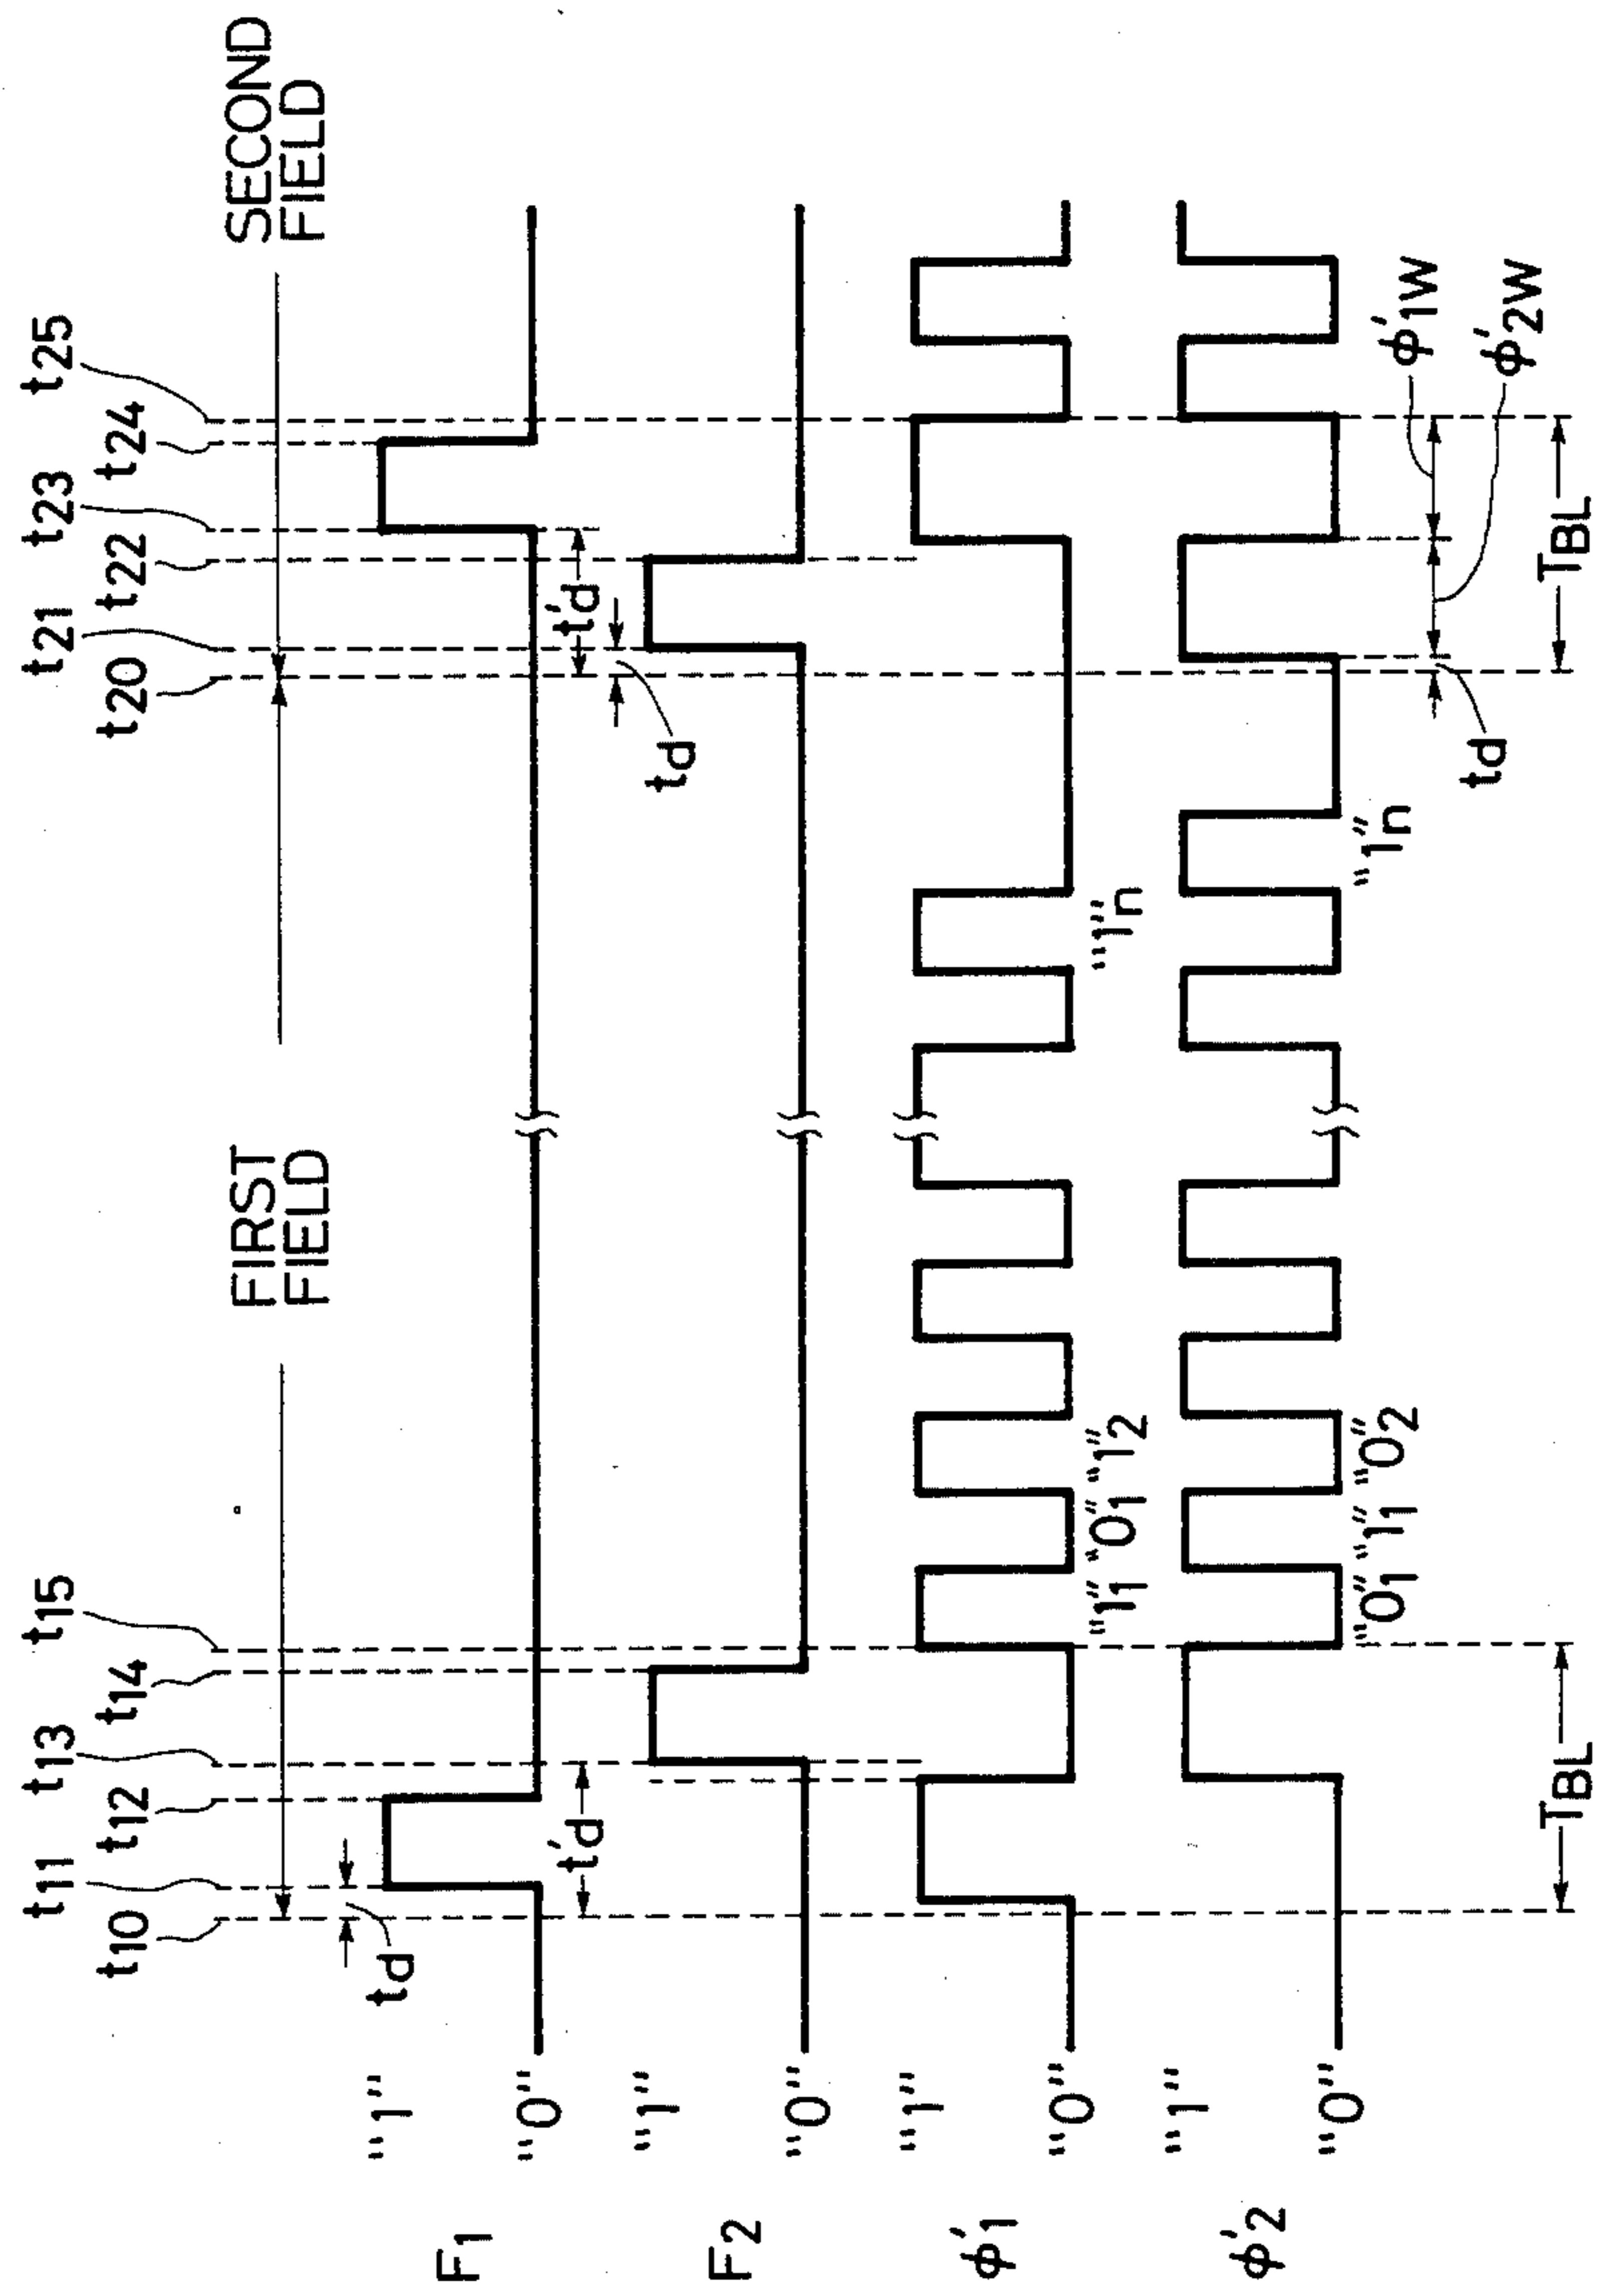 t11 t13 t15 t21 t23 t25
t10 t12 t14 t20 t22 t24
FIRST
FIELD
SECOND
FIELD
td
"1"
F1
"0"
t'd t'd
"1"
td
F2
"0"
"1"
ϕ'1
"0"
"1"1 "0"1 "1"2 "1"n
"1"
ϕ'2
"0"
"0"1 "1"1 "0"2 "1"n
ϕ'1W
td
ϕ'2W
TBL TBL